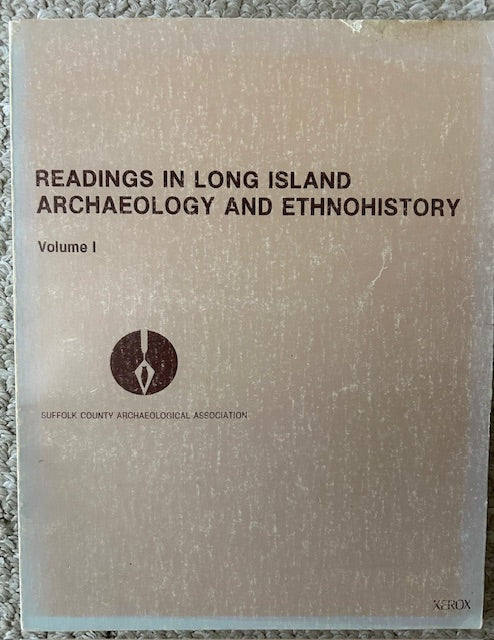 READINGS IN LONG ISLAND
ARCHAEOLOGY AND ETHNOHISTORY
Volume I
SUFFOLK COUNTY ARCHAEOLOGICAL ASSOCIATION
XEROX